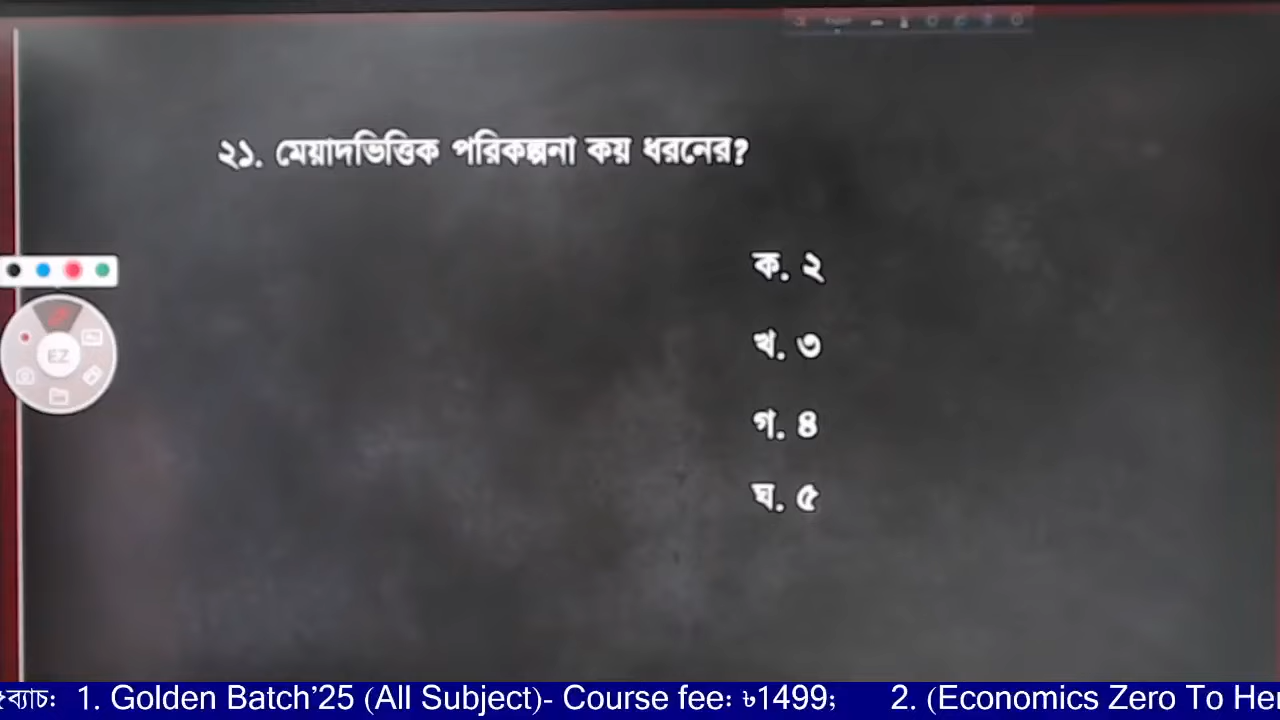 ২১. মেয়াদভিত্তিক পরিকল্পনা কয় ধরনের?
ক. ২
খ. ৩
গ. ৪
ঘ. ৫
EZ
ব্যাচ: 1. Golden Batch’25 (All Subject)- Course fee: ৳1499; 2. (Economics Zero To